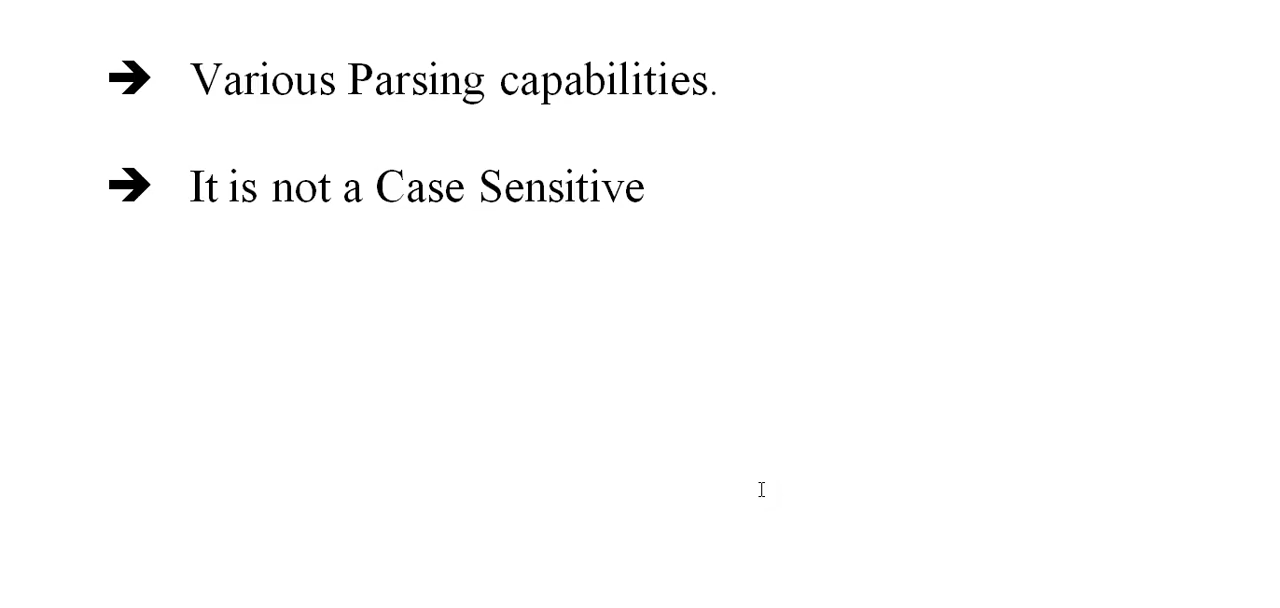 ➔ Various Parsing capabilities.
➔ It is not a Case Sensitive